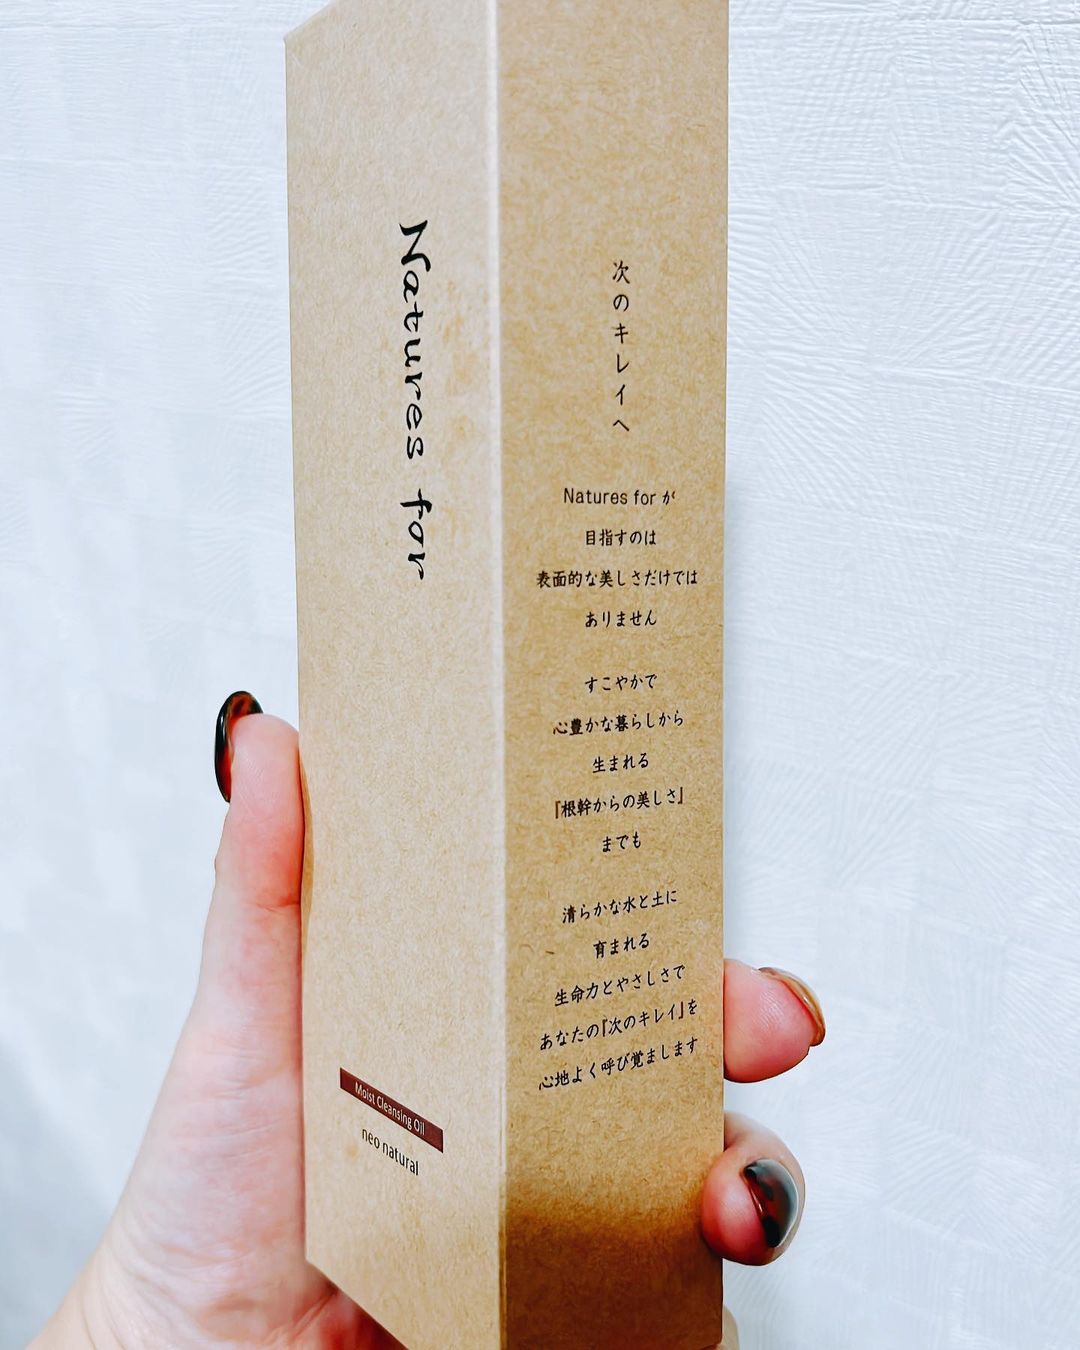 Natures for
Moist Cleansing Oil
neo natural
次のキレイへ
Natures for が
目指すのは
表面的な美しさだけでは
ありません
すこやかで
心豊かな暮らしから
生まれる
『根幹からの美しさ』
までも
清らかな水と土に
育まれる
生命力とやさしさで
あなたの『次のキレイ』を
心地よく呼び覚まします